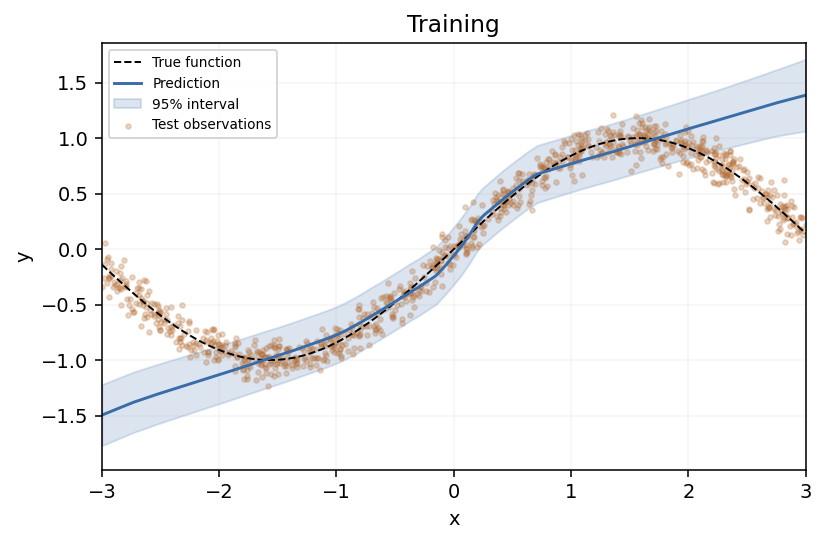 Training
True function
Prediction
95% interval
Test observations
1.5
1.0
0.5
0.0
−0.5
−1.0
−1.5
y
−3
−2
−1
0
1
2
3
x